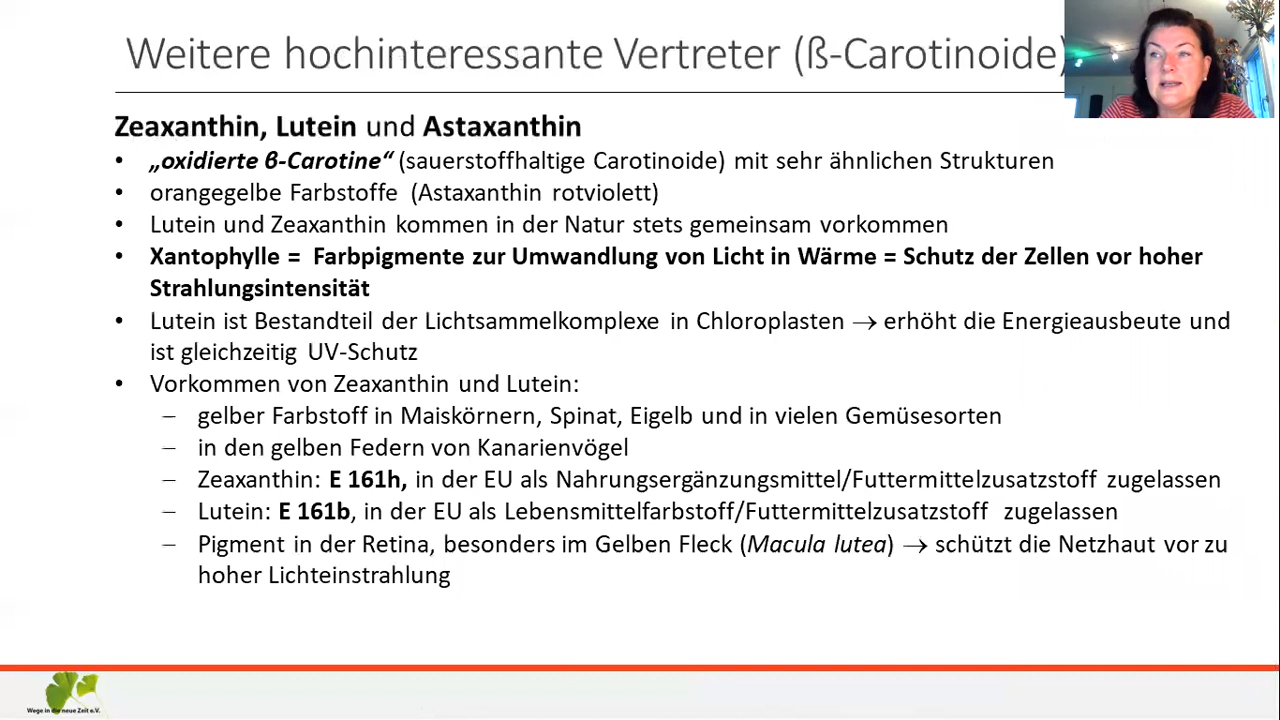 Weitere hochinteressante Vertreter (ß-Carotinoide)
Zeaxanthin, Lutein und Astaxanthin
• „oxidierte β-Carotine“ (sauerstoffhaltige Carotinoide) mit sehr ähnlichen Strukturen
• orangegelbe Farbstoffe (Astaxanthin rotviolett)
• Lutein und Zeaxanthin kommen in der Natur stets gemeinsam vorkommen
• Xantophylle = Farbpigmente zur Umwandlung von Licht in Wärme = Schutz der Zellen vor hoher
Strahlungsintensität
• Lutein ist Bestandteil der Lichtsammelkomplexe in Chloroplasten → erhöht die Energieausbeute und
ist gleichzeitig UV-Schutz
• Vorkommen von Zeaxanthin und Lutein:
– gelber Farbstoff in Maiskörnern, Spinat, Eigelb und in vielen Gemüsesorten
– in den gelben Federn von Kanarienvögel
– Zeaxanthin: E 161h, in der EU als Nahrungsergänzungsmittel/Futtermittelzusatzstoff zugelassen
– Lutein: E 161b, in der EU als Lebensmittelfarbstoff/Futtermittelzusatzstoff zugelassen
– Pigment in der Retina, besonders im Gelben Fleck (Macula lutea) → schützt die Netzhaut vor zu
hoher Lichteinstrahlung
Wege in die neue Zeit e.V.